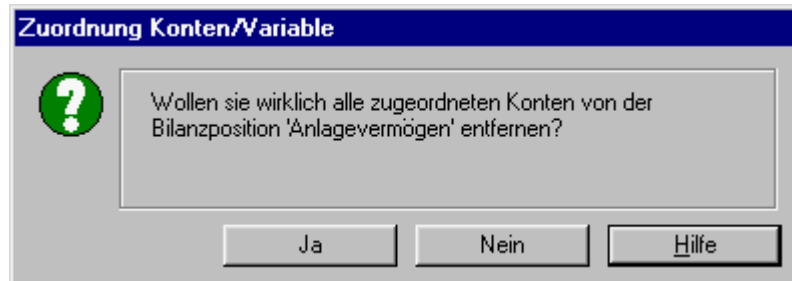 Zuordnung Konten/Variable
Wollen sie wirklich alle zugeordneten Konten von der
Bilanzposition 'Anlagevermögen' entfernen?
Ja
Nein
Hilfe